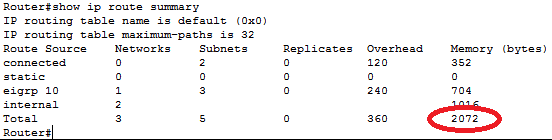 Router#show ip route summary
IP routing table name is default (0x0)
IP routing table maximum-paths is 32
Route Source    Networks    Subnets    Replicates    Overhead    Memory (bytes)
connected       0           2          0             120         352
static          0           0          0             0           0
eigrp 10        1           3          0             240         704
internal        2                                                1016
Total           3           5          0             360         2072
Router#